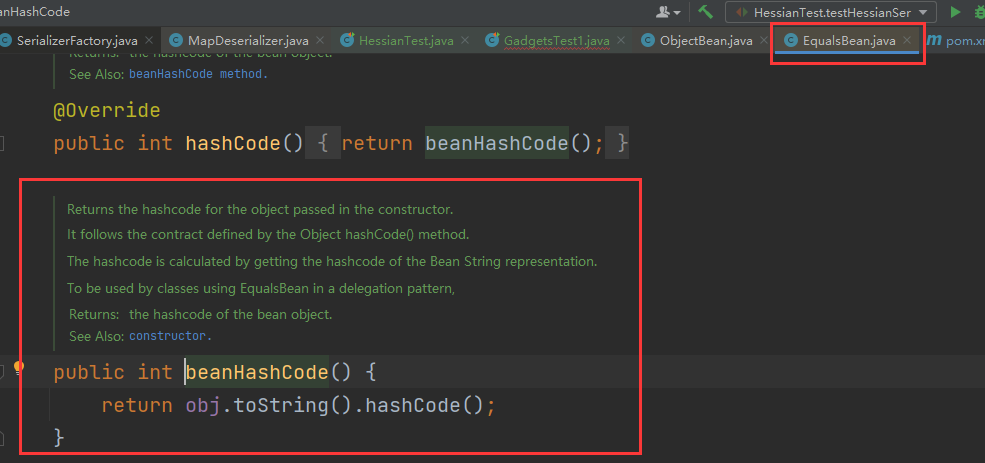 anHashCode
HessianTest.testHessianSer
SerializerFactory.java × MapDeserializer.java × HessianTest.java × GadgetsTest1.java × ObjectBean.java × EqualsBean.java × m pom.xm
Returns: the hashcode of the bean object.
See Also: beanHashCode method.
@Override
public int hashCode() { return beanHashCode(); }
Returns the hashcode for the object passed in the constructor.
It follows the contract defined by the Object hashCode() method.
The hashcode is calculated by getting the hashcode of the Bean String representation.
To be used by classes using EqualsBean in a delegation pattern,
Returns: the hashcode of the bean object.
See Also: constructor.
public int beanHashCode() {
return obj.toString().hashCode();
}